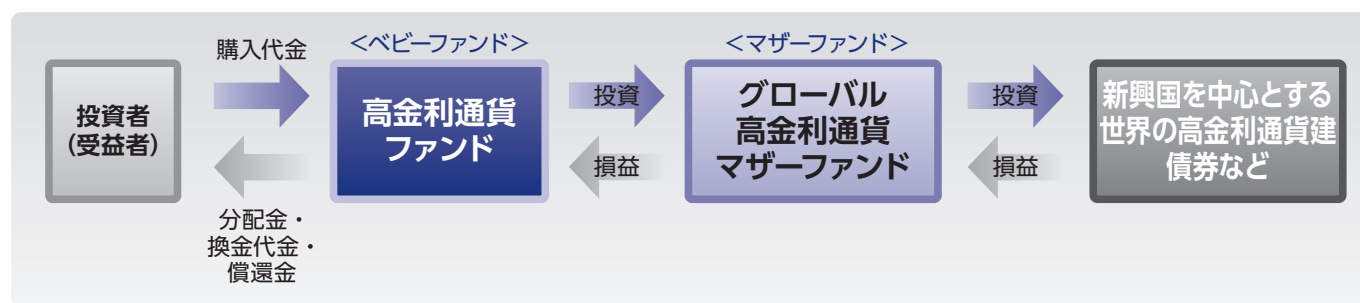 購入代金
<ベビーファンド>
<マザーファンド>
投資者
(受益者)
高金利通貨
ファンド
投資
損益
グローバル
高金利通貨
マザーファンド
投資
損益
新興国を中心とする
世界の高金利通貨建
債券など
分配金・
換金代金・
償還金